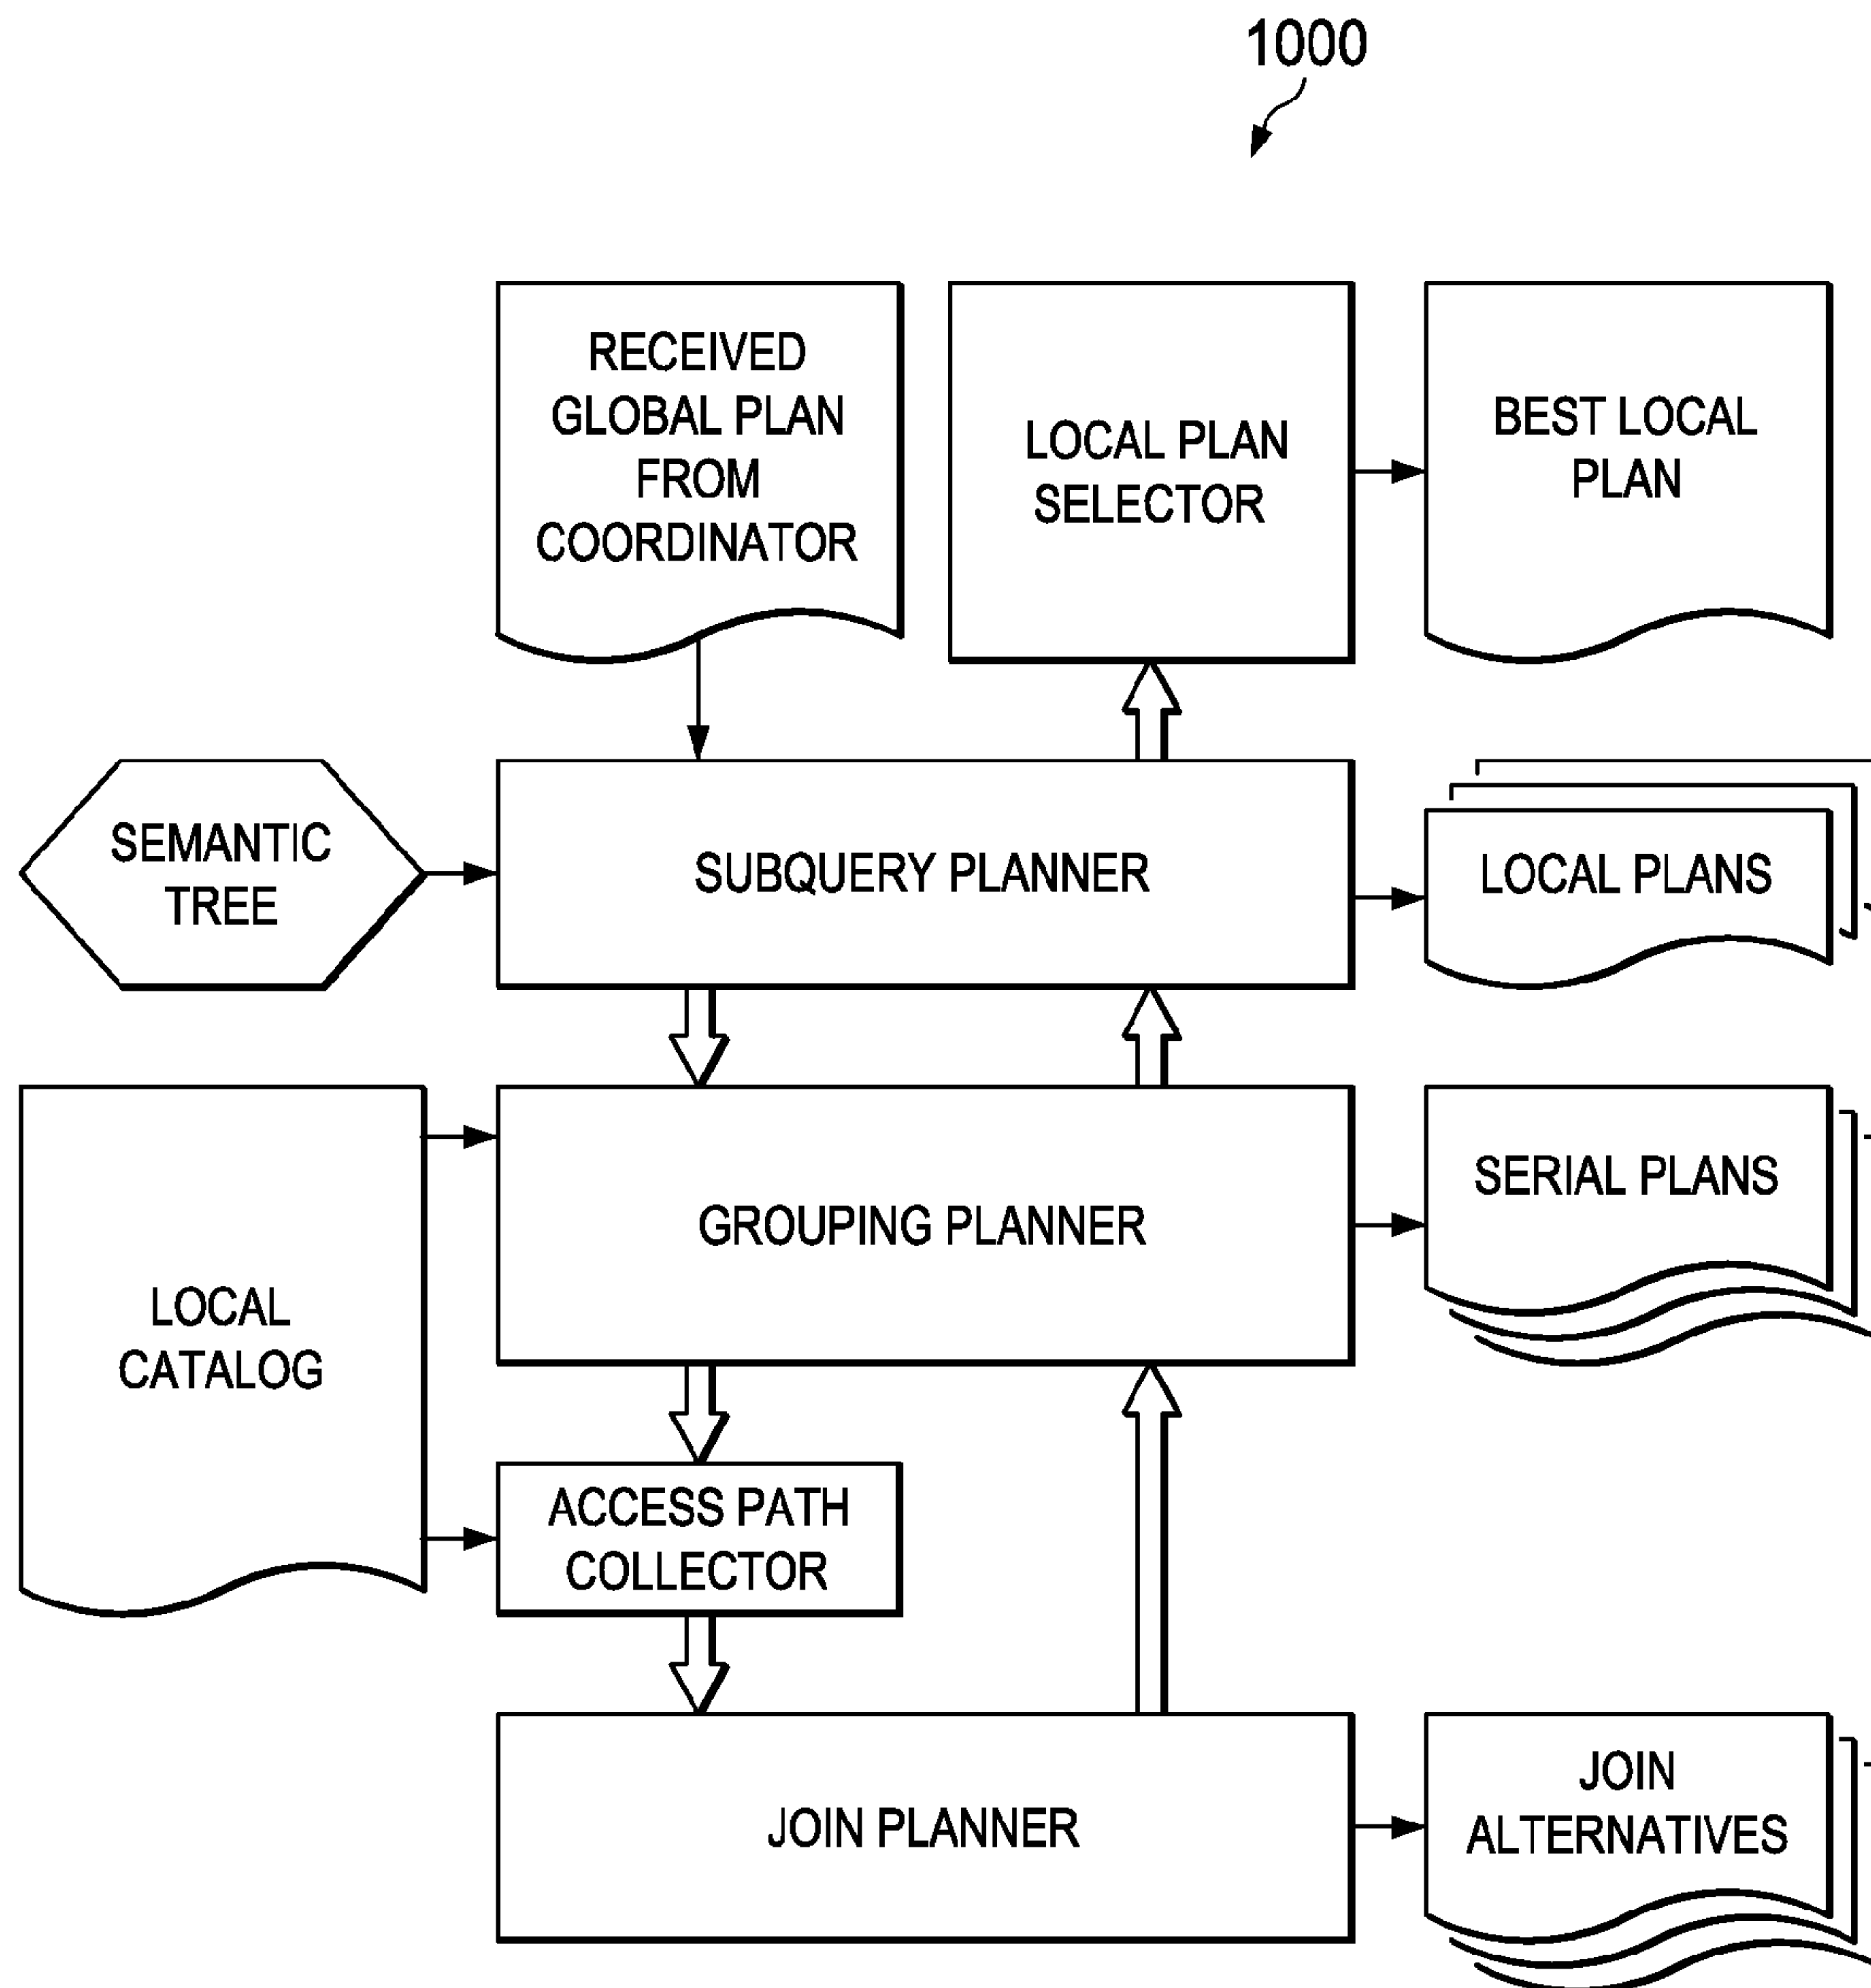 1000
RECEIVED
GLOBAL PLAN
FROM
COORDINATOR
LOCAL PLAN
SELECTOR
BEST LOCAL
PLAN
SEMANTIC
TREE
SUBQUERY PLANNER
LOCAL PLANS
LOCAL
CATALOG
GROUPING PLANNER
SERIAL PLANS
ACCESS PATH
COLLECTOR
JOIN PLANNER
JOIN
ALTERNATIVES